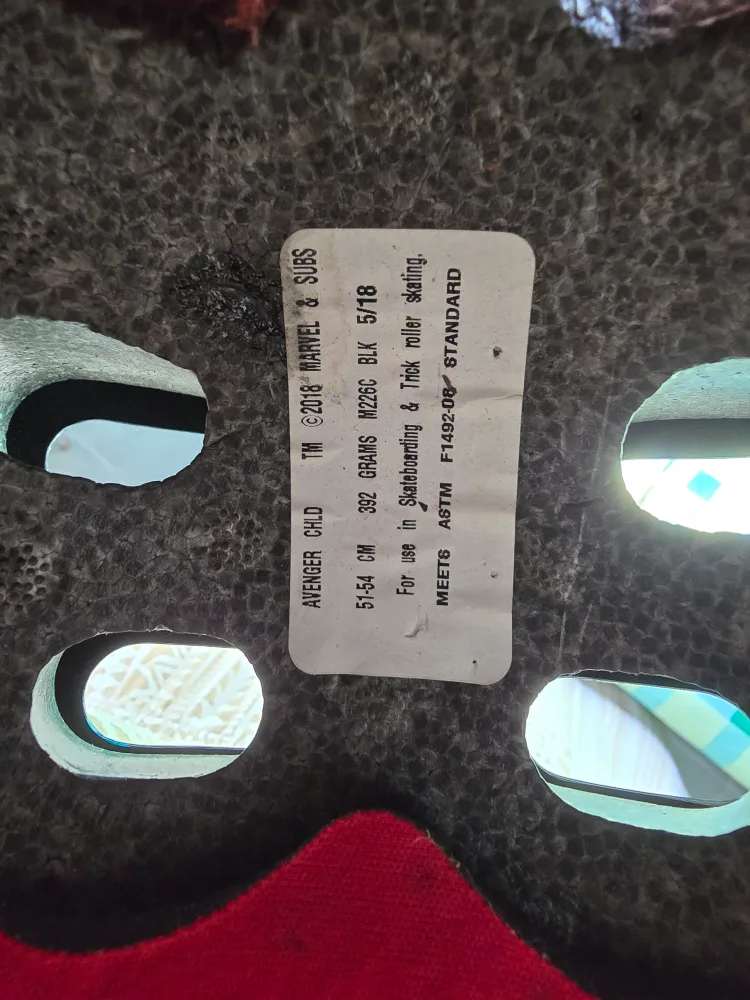 AVENGER CHLD TM ©2018 MARVEL & SUBS
51-54 CM 392 GRAMS M226C BLK 5/18
For use in Skateboarding & Trick roller skating,
MEETS ASTM F1492-08 STANDARD